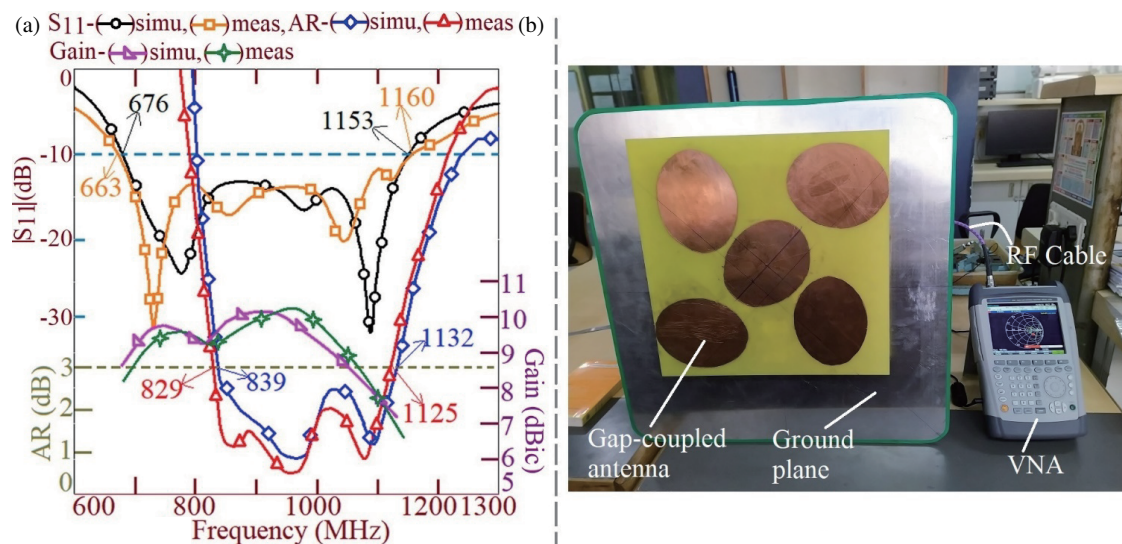 (a) S11-( )simu,( )meas,AR-( )simu,( )meas (b)
Gain-( )simu,( )meas
0
676
1160
1153
-10
663
|S11|(dB)
-20
11
RF Cable
-30
10
9
1132
3
829
839
8
2
AR (dB)
7
Gain (dBic)
1125
1
6
Gap-coupled
antenna
Ground
plane
VNA
0
5
600
800
1000
1100
1300
Frequency (MHz)